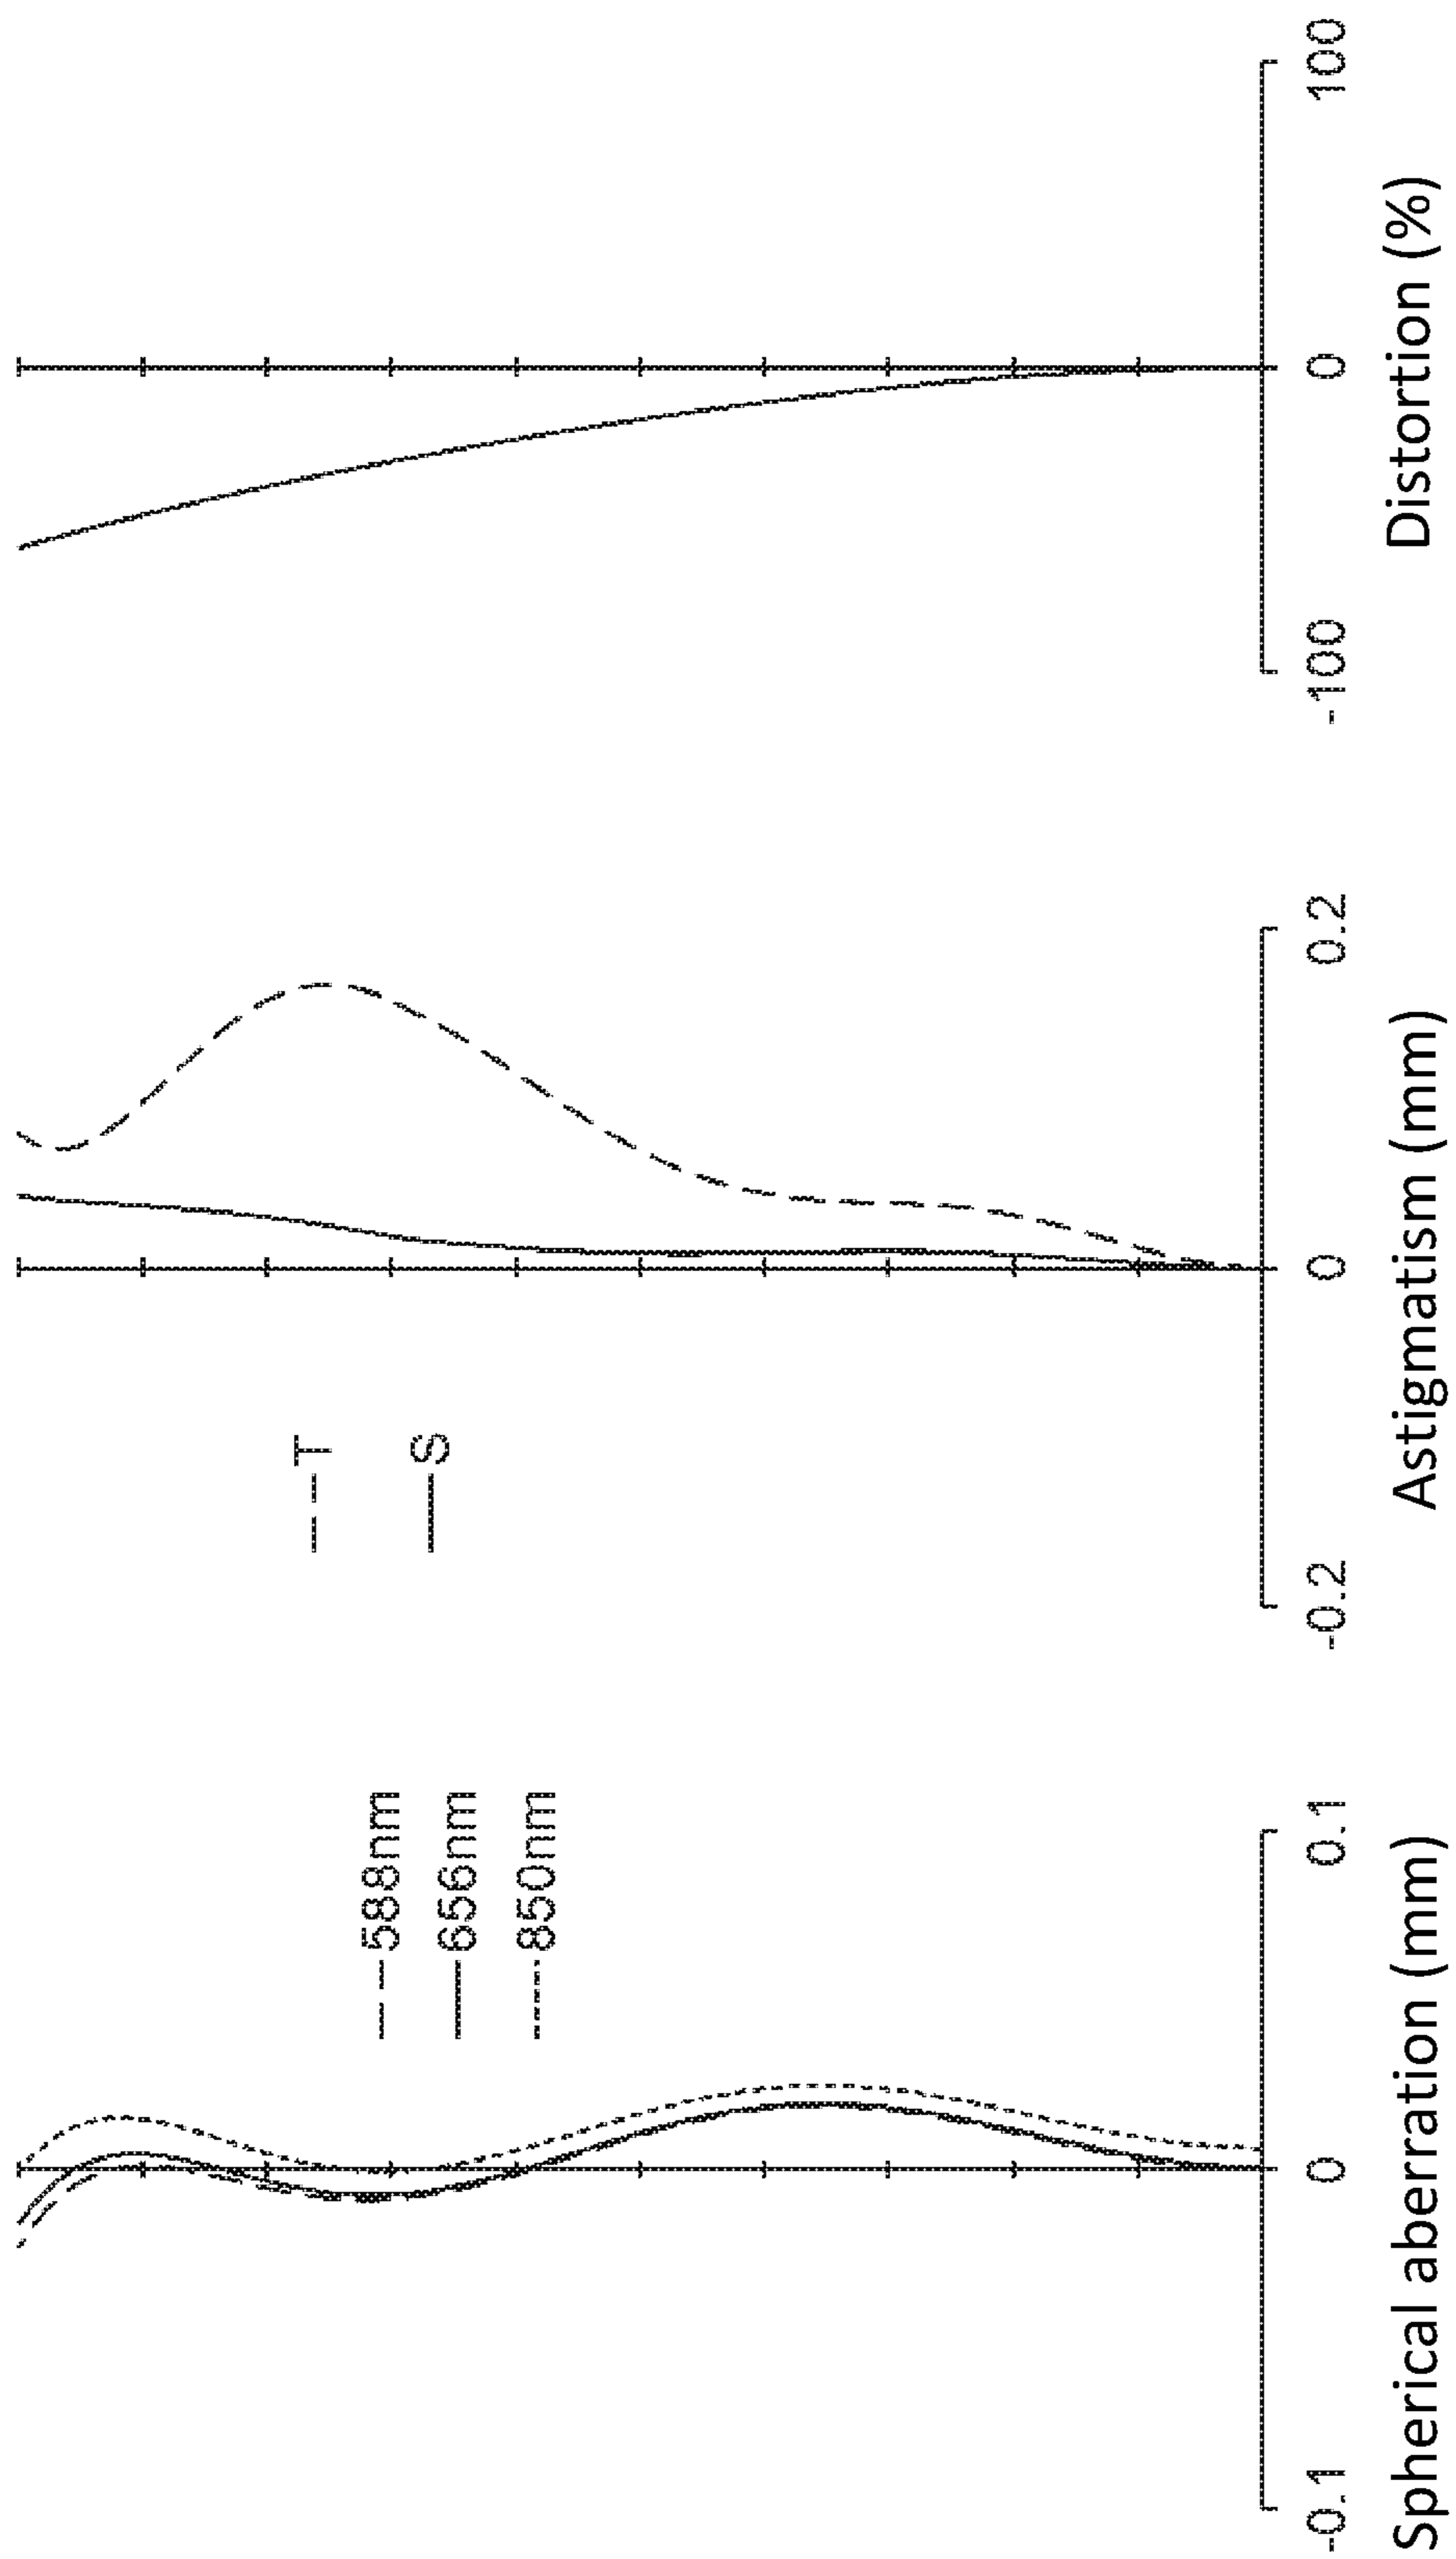 588nm
656nm
850nm
-0.1
0
0.1
Spherical aberration (mm)
T
S
-0.2
0
0.2
Astigmatism (mm)
-100
0
100
Distortion (%)